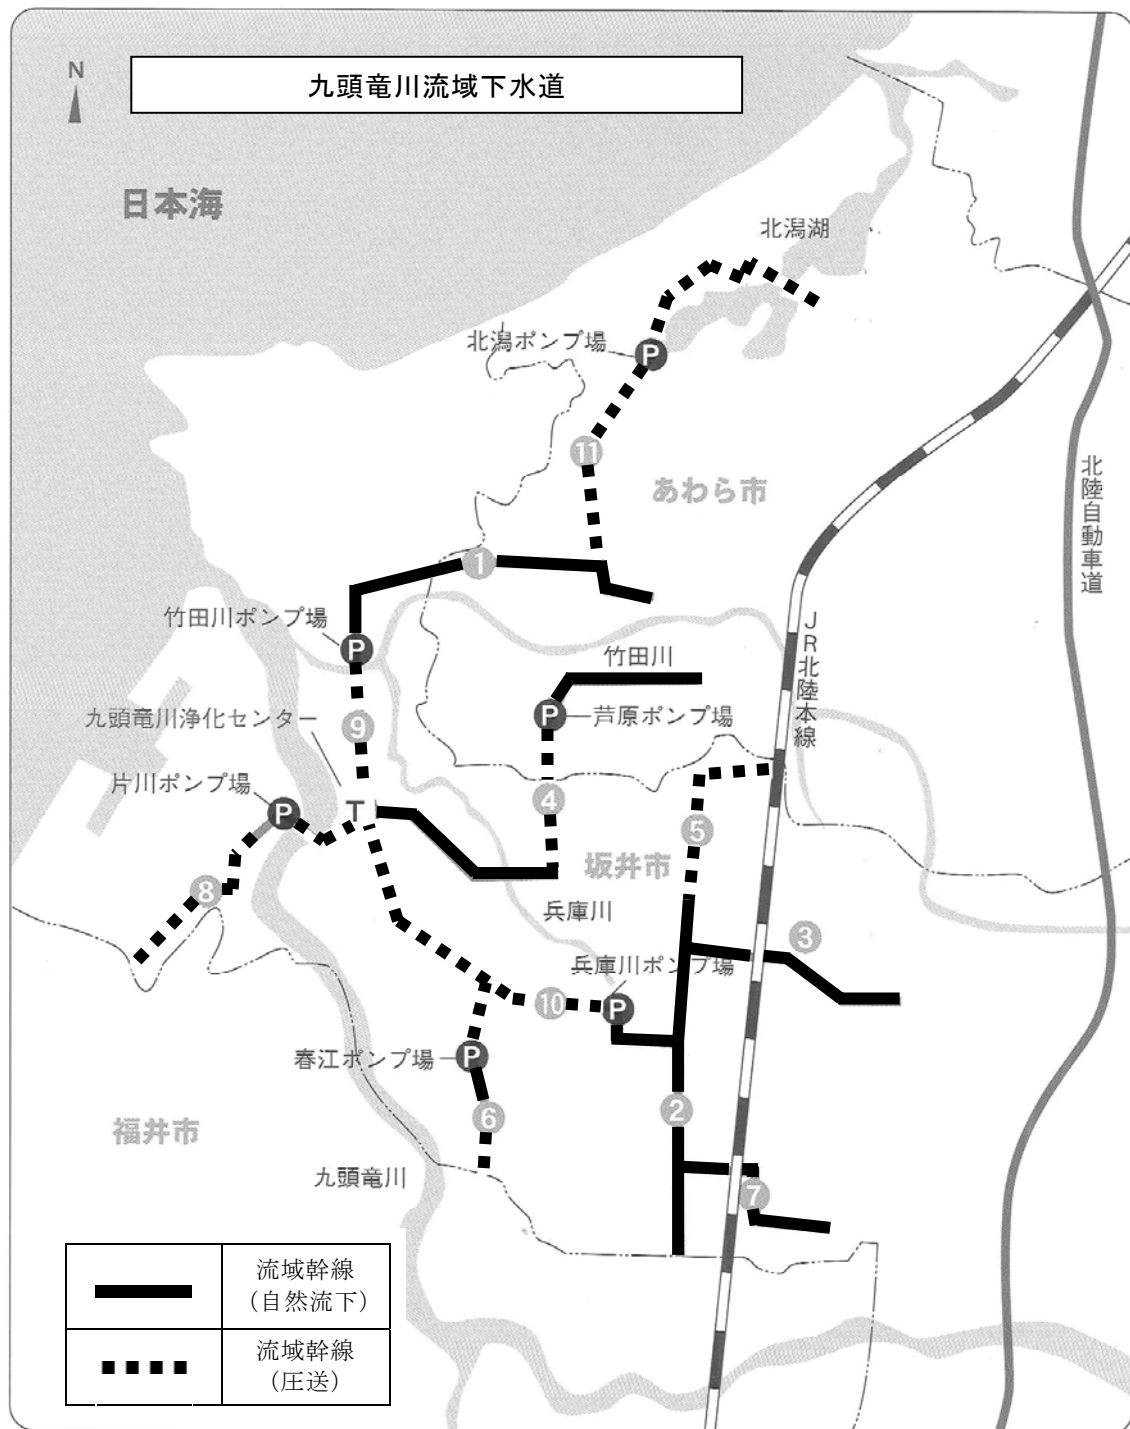 九頭竜川流域下水道
N
日本海
北潟湖
北潟ポンプ場
P
11
あわら市
北陸自動車道
1
竹田川ポンプ場
P
JR北陸本線
竹田川
P
芦原ポンプ場
九頭竜川浄化センター
9
片川ポンプ場
P
T
4
5
坂井市
8
兵庫川
3
兵庫川ポンプ場
10
P
春江ポンプ場
P
6
2
福井市
九頭竜川
7
流域幹線
（自然流下）
流域幹線
（圧送）